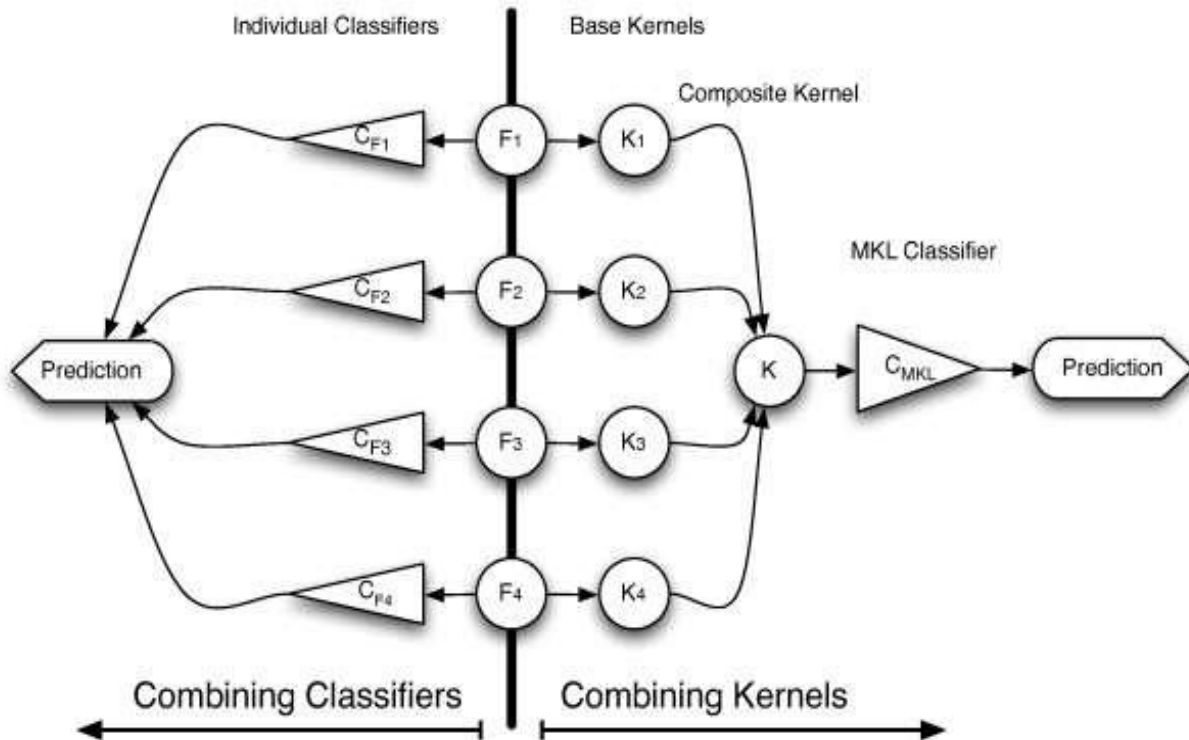 Individual Classifiers
Base Kernels
Composite Kernel
CF1
F1
K1
MKL Classifier
CF2
F2
K2
Prediction
K
CMKL
Prediction
CF3
F3
K3
CF4
F4
K4
Combining Classifiers
Combining Kernels